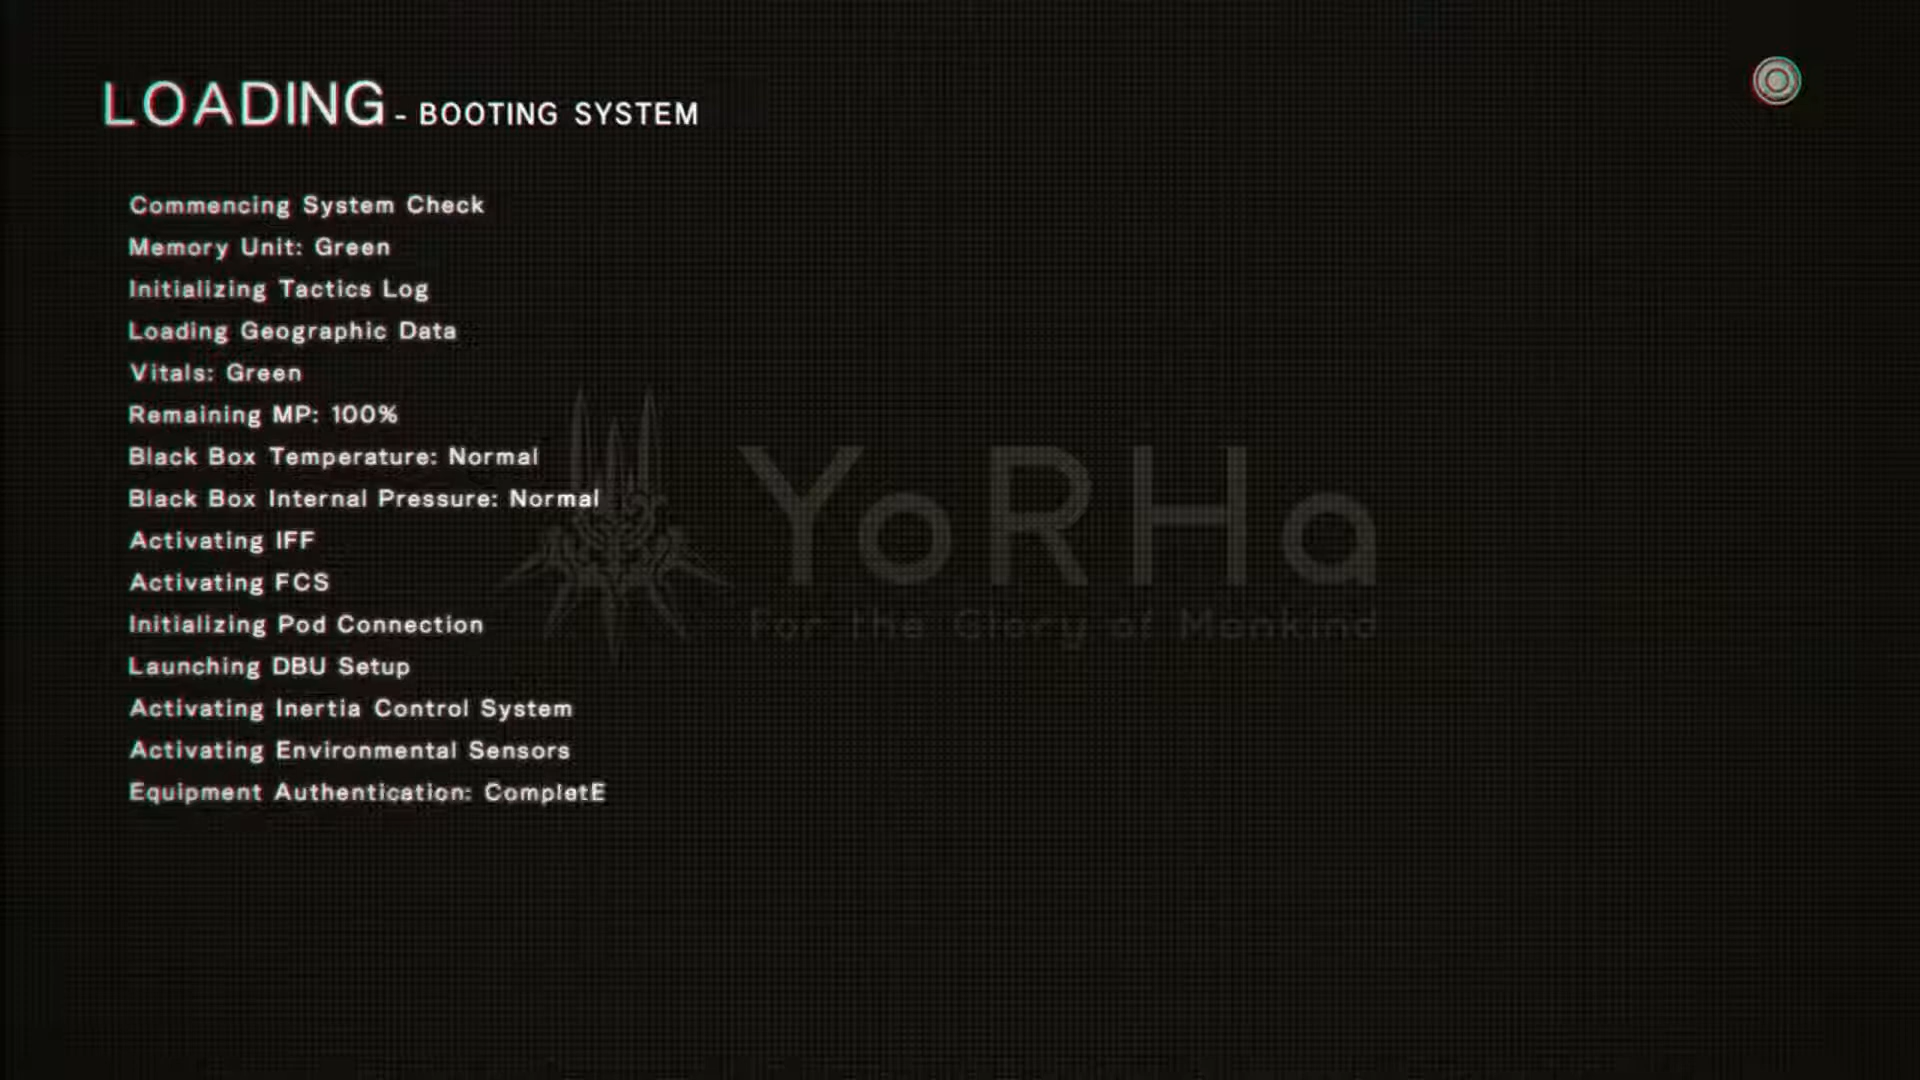 LOADING - BOOTING SYSTEM
Commencing System Check
Memory Unit: Green
Initializing Tactics Log
Loading Geographic Data
Vitals: Green
Remaining MP: 100%
Black Box Temperature: Normal
Black Box Internal Pressure: Normal
Activating IFF
Activating FCS
Initializing Pod Connection
Launching DBU Setup
Activating Inertia Control System
Activating Environmental Sensors
Equipment Authentication: CompletE
YoRHa
For the Glory of Mankind